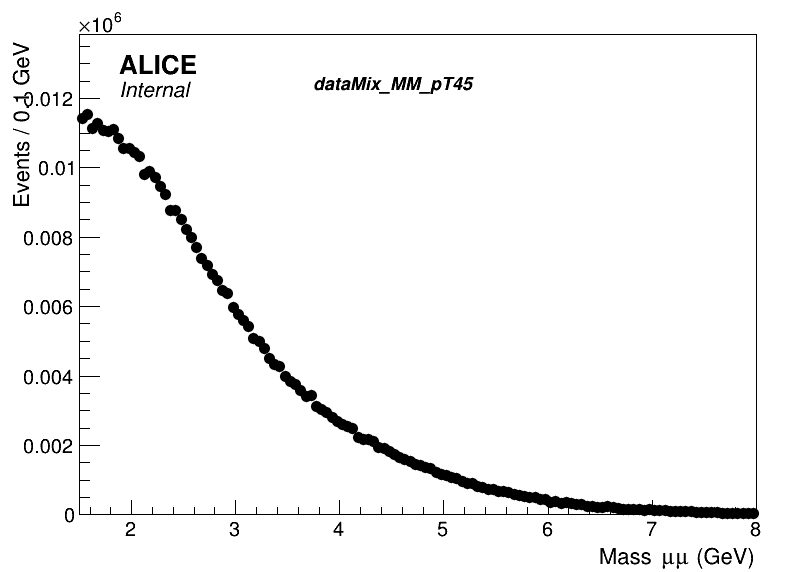 ×10⁶
ALICE
Internal
dataMix_MM_pT45
Events / 0.1 GeV
0.012
0.01
0.008
0.006
0.004
0.002
0
2 3 4 5 6 7 8
Mass μμ (GeV)